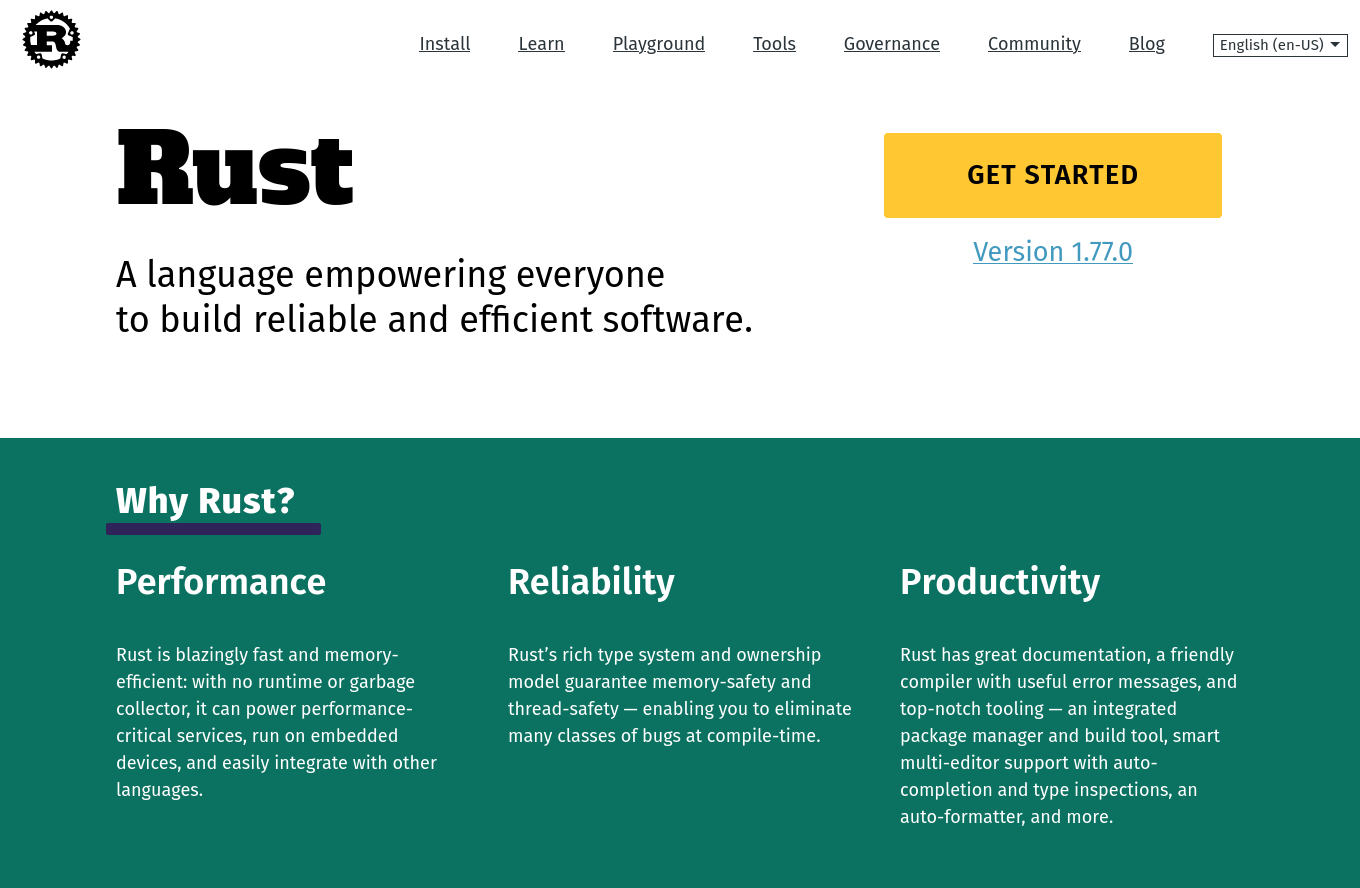 R
Install
Learn
Playground
Tools
Governance
Community
Blog
English (en-US)
Rust
GET STARTED
Version 1.77.0
A language empowering everyone
to build reliable and efficient software.
Why Rust?
Performance
Rust is blazingly fast and memory-
efficient: with no runtime or garbage
collector, it can power performance-
critical services, run on embedded
devices, and easily integrate with other
languages.
Reliability
Rust’s rich type system and ownership
model guarantee memory-safety and
thread-safety — enabling you to eliminate
many classes of bugs at compile-time.
Productivity
Rust has great documentation, a friendly
compiler with useful error messages, and
top-notch tooling — an integrated
package manager and build tool, smart
multi-editor support with auto-
completion and type inspections, an
auto-formatter, and more.